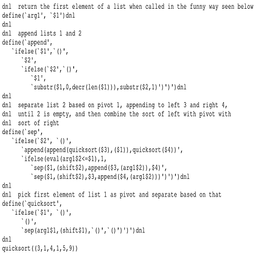 dnl  return the first element of a list when called in the funny way seen below
define(`arg1', `$1')dnl
dnl
dnl  append lists 1 and 2
define(`append',
   `ifelse(`$1',`()',
      `$2',
      `ifelse(`$2',`()',
         `$1',
         `substr($1,0,decr(len($1))),substr($2,1)')')')dnl
dnl
dnl  separate list 2 based on pivot 1, appending to left 3 and right 4,
dnl  until 2 is empty, and then combine the sort of left with pivot with
dnl  sort of right
define(`sep',
   `ifelse(`$2', `()',
      `append(append(quicksort($3),($1)),quicksort($4))',
      `ifelse(eval(arg1$2<=$1),1,
         `sep($1,(shift$2),append($3,(arg1$2)),$4)',
         `sep($1,(shift$2),$3,append($4,(arg1$2)))')')')dnl
dnl
dnl  pick first element of list 1 as pivot and separate based on that
define(`quicksort',
   `ifelse(`$1', `()',
      `()',
      `sep(arg1$1,(shift$1),`()',`()')')')dnl
dnl
quicksort((3,1,4,1,5,9))